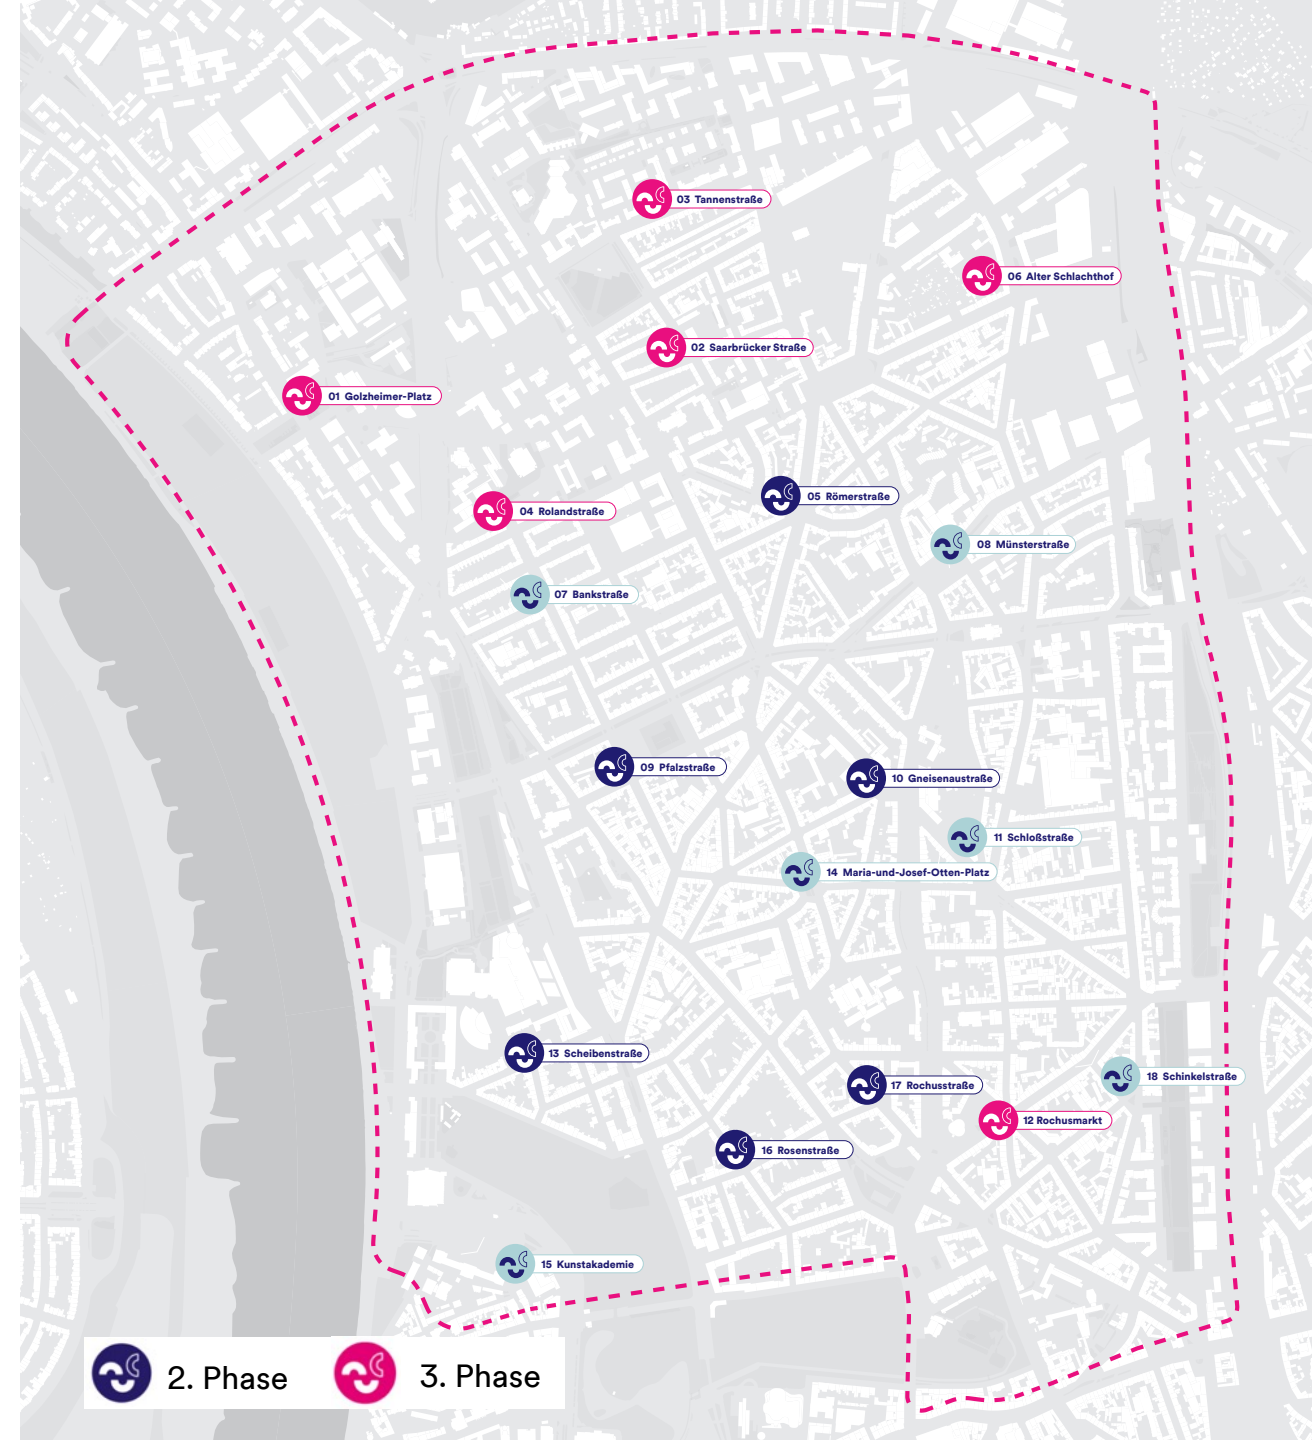 03 Tannenstraße
06 Alter Schlachthof
02 Saarbrücker Straße
01 Golzheimer-Platz
05 Römerstraße
04 Rolandstraße
08 Münsterstraße
07 Bankstraße
09 Pfalzstraße
10 Gneisenaustraße
11 Schloßstraße
14 Maria-und-Josef-Otten-Platz
13 Scheibenstraße
18 Schinkelstraße
17 Rochusstraße
12 Rochusmarkt
16 Rosenstraße
15 Kunstakademie
2. Phase
3. Phase